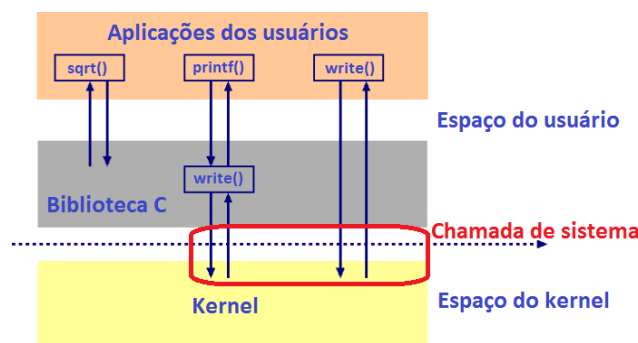 Aplicações dos usuários
sqrt()
printf()
write()
Espaço do usuário
write()
Biblioteca C
Chamada de sistema
Kernel
Espaço do kernel